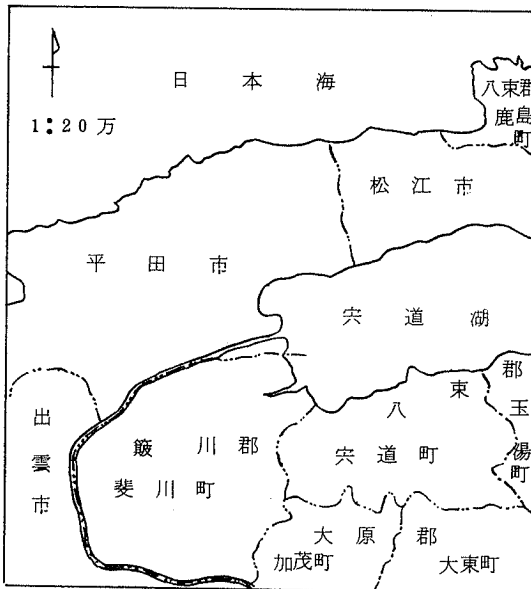 日本海
1:20万
八束郡
鹿島町
松江市
平田市
宍道湖
出雲市
簸川郡
斐川町
八束郡
宍道町
玉湯町
大原郡
加茂町
大東町